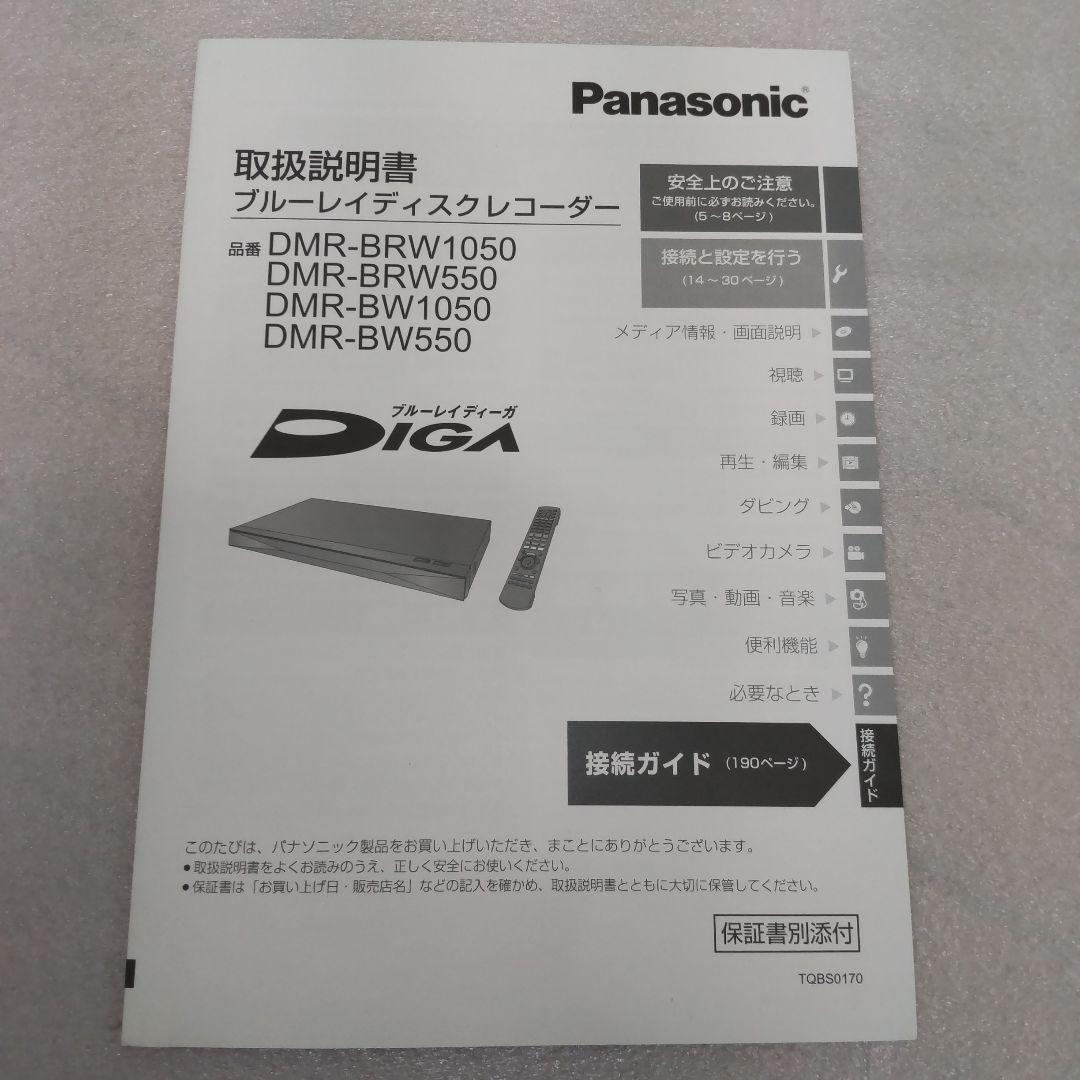 Panasonic®
取扱説明書
ブルーレイディスクレコーダー
品番 DMR-BRW1050
DMR-BRW550
DMR-BW1050
DMR-BW550
ブルーレイディーガ
DIGA
安全上のご注意
ご使用前に必ずお読みください。
(5～8ページ)
接続と設定を行う
(14～30ページ)
メディア情報・画面説明
視聴
録画
再生・編集
ダビング
ビデオカメラ
写真・動画・音楽
便利機能
必要なとき
?
接続ガイド (190ページ)
接続ガイド
このたびは、パナソニック製品をお買い上げいただき、まことにありがとうございます。
●取扱説明書をよくお読みのうえ、正しく安全にお使いください。
●保証書は「お買い上げ日・販売店名」などの記入を確かめ、取扱説明書とともに大切に保管してください。
保証書別添付
TQBS0170